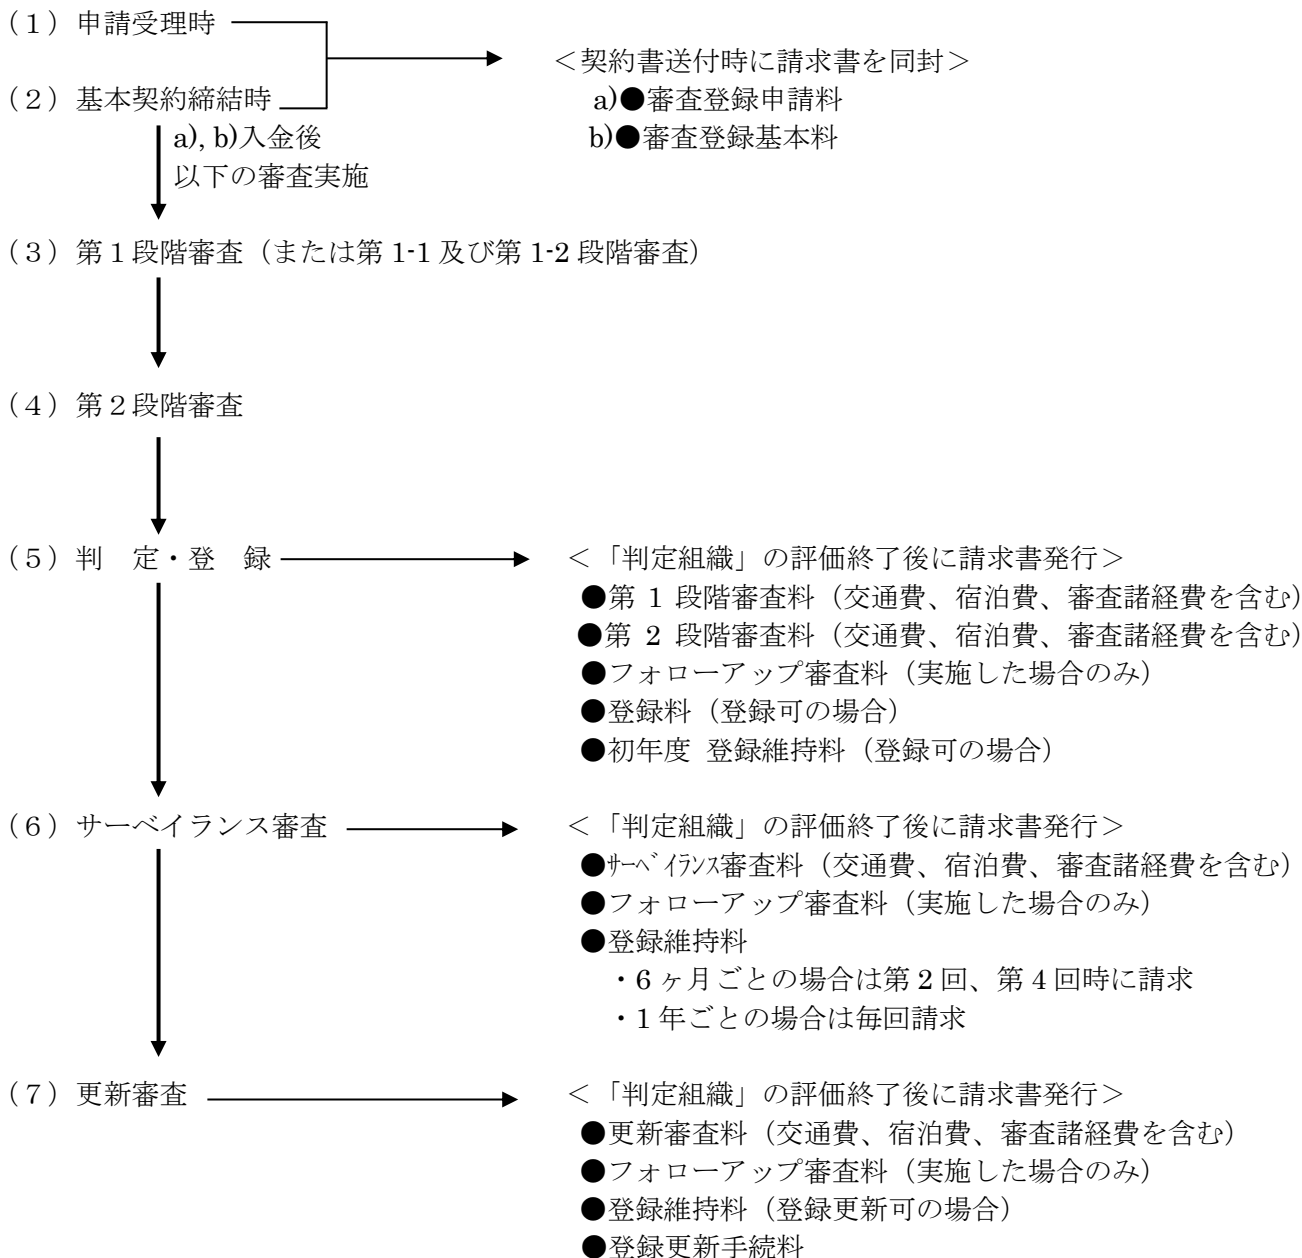 （１）申請受理時
＜契約書送付時に請求書を同封＞
（２）基本契約締結時
a)●審査登録申請料
a), b)入金後
b)●審査登録基本料
以下の審査実施
（３）第１段階審査（または第 1-1 及び第 1-2 段階審査）
（４）第２段階審査
（５）判　定・登　録
＜「判定組織」の評価終了後に請求書発行＞
●第 1 段階審査料（交通費、宿泊費、審査諸経費を含む）
●第 2 段階審査料（交通費、宿泊費、審査諸経費を含む）
●フォローアップ審査料（実施した場合のみ）
●登録料（登録可の場合）
●初年度 登録維持料（登録可の場合）
（６）サーベイランス審査
＜「判定組織」の評価終了後に請求書発行＞
●ｻｰﾍﾞｲﾗﾝｽ審査料（交通費、宿泊費、審査諸経費を含む）
●フォローアップ審査料（実施した場合のみ）
●登録維持料
・6 ヶ月ごとの場合は第 2 回、第 4 回時に請求
・1 年ごとの場合は毎回請求
（７）更新審査
＜「判定組織」の評価終了後に請求書発行＞
●更新審査料（交通費、宿泊費、審査諸経費を含む）
●フォローアップ審査料（実施した場合のみ）
●登録維持料（登録更新可の場合）
●登録更新手続料